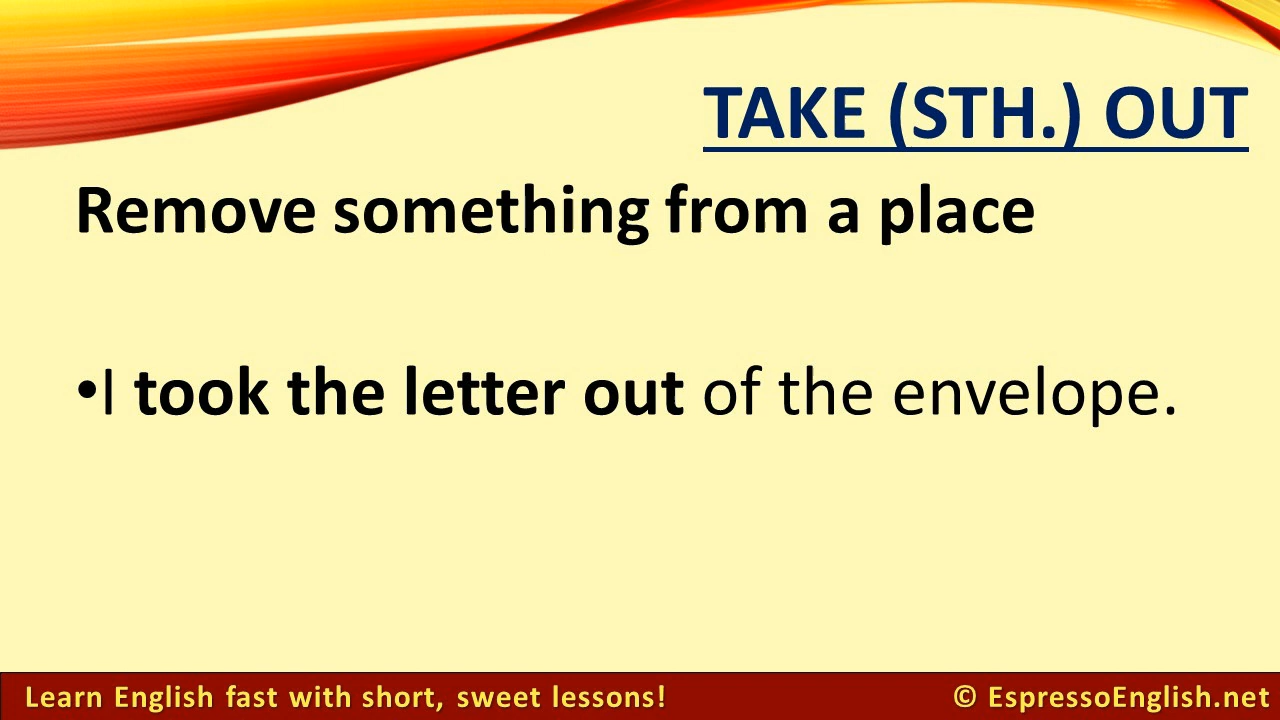 TAKE (STH.) OUT
Remove something from a place
•I took the letter out of the envelope.
Learn English fast with short, sweet lessons!
© EspressoEnglish.net